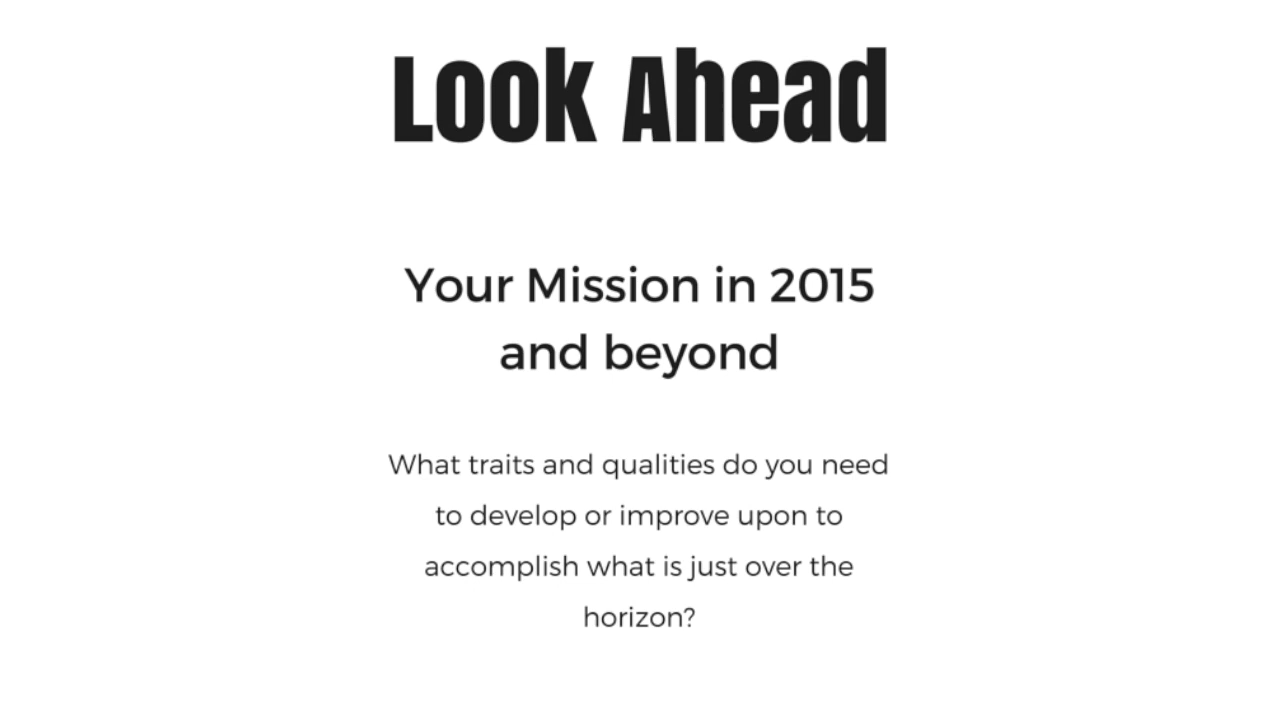 Look Ahead
Your Mission in 2015
and beyond
What traits and qualities do you need
to develop or improve upon to
accomplish what is just over the
horizon?